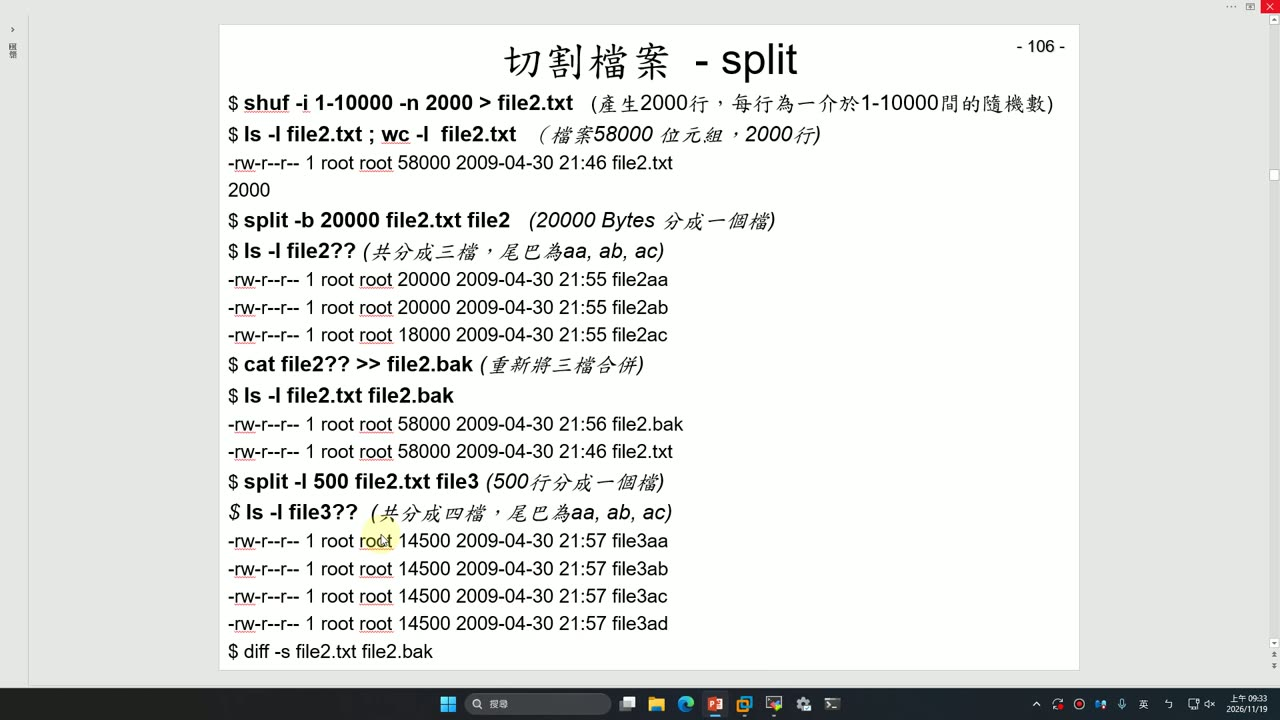 切割檔案 - split
- 106 -
$ shuf -i 1-10000 -n 2000 > file2.txt (產生2000行，每行為一介於1-10000間的隨機數)
$ ls -l file2.txt ; wc -l file2.txt （檔案58000 位元組，2000行)
-rw-r--r-- 1 root root 58000 2009-04-30 21:46 file2.txt
2000
$ split -b 20000 file2.txt file2 (20000 Bytes 分成一個檔)
$ ls -l file2?? (共分成三檔，尾巴為aa, ab, ac)
-rw-r--r-- 1 root root 20000 2009-04-30 21:55 file2aa
-rw-r--r-- 1 root root 20000 2009-04-30 21:55 file2ab
-rw-r--r-- 1 root root 18000 2009-04-30 21:55 file2ac
$ cat file2?? >> file2.bak (重新將三檔合併)
$ ls -l file2.txt file2.bak
-rw-r--r-- 1 root root 58000 2009-04-30 21:56 file2.bak
-rw-r--r-- 1 root root 58000 2009-04-30 21:46 file2.txt
$ split -l 500 file2.txt file3 (500行分成一個檔)
$ ls -l file3?? (共分成四檔，尾巴為aa, ab, ac)
-rw-r--r-- 1 root root 14500 2009-04-30 21:57 file3aa
-rw-r--r-- 1 root root 14500 2009-04-30 21:57 file3ab
-rw-r--r-- 1 root root 14500 2009-04-30 21:57 file3ac
-rw-r--r-- 1 root root 14500 2009-04-30 21:57 file3ad
$ diff -s file2.txt file2.bak
搜尋
英
ㄅ
上午 09:33
2026/11/19